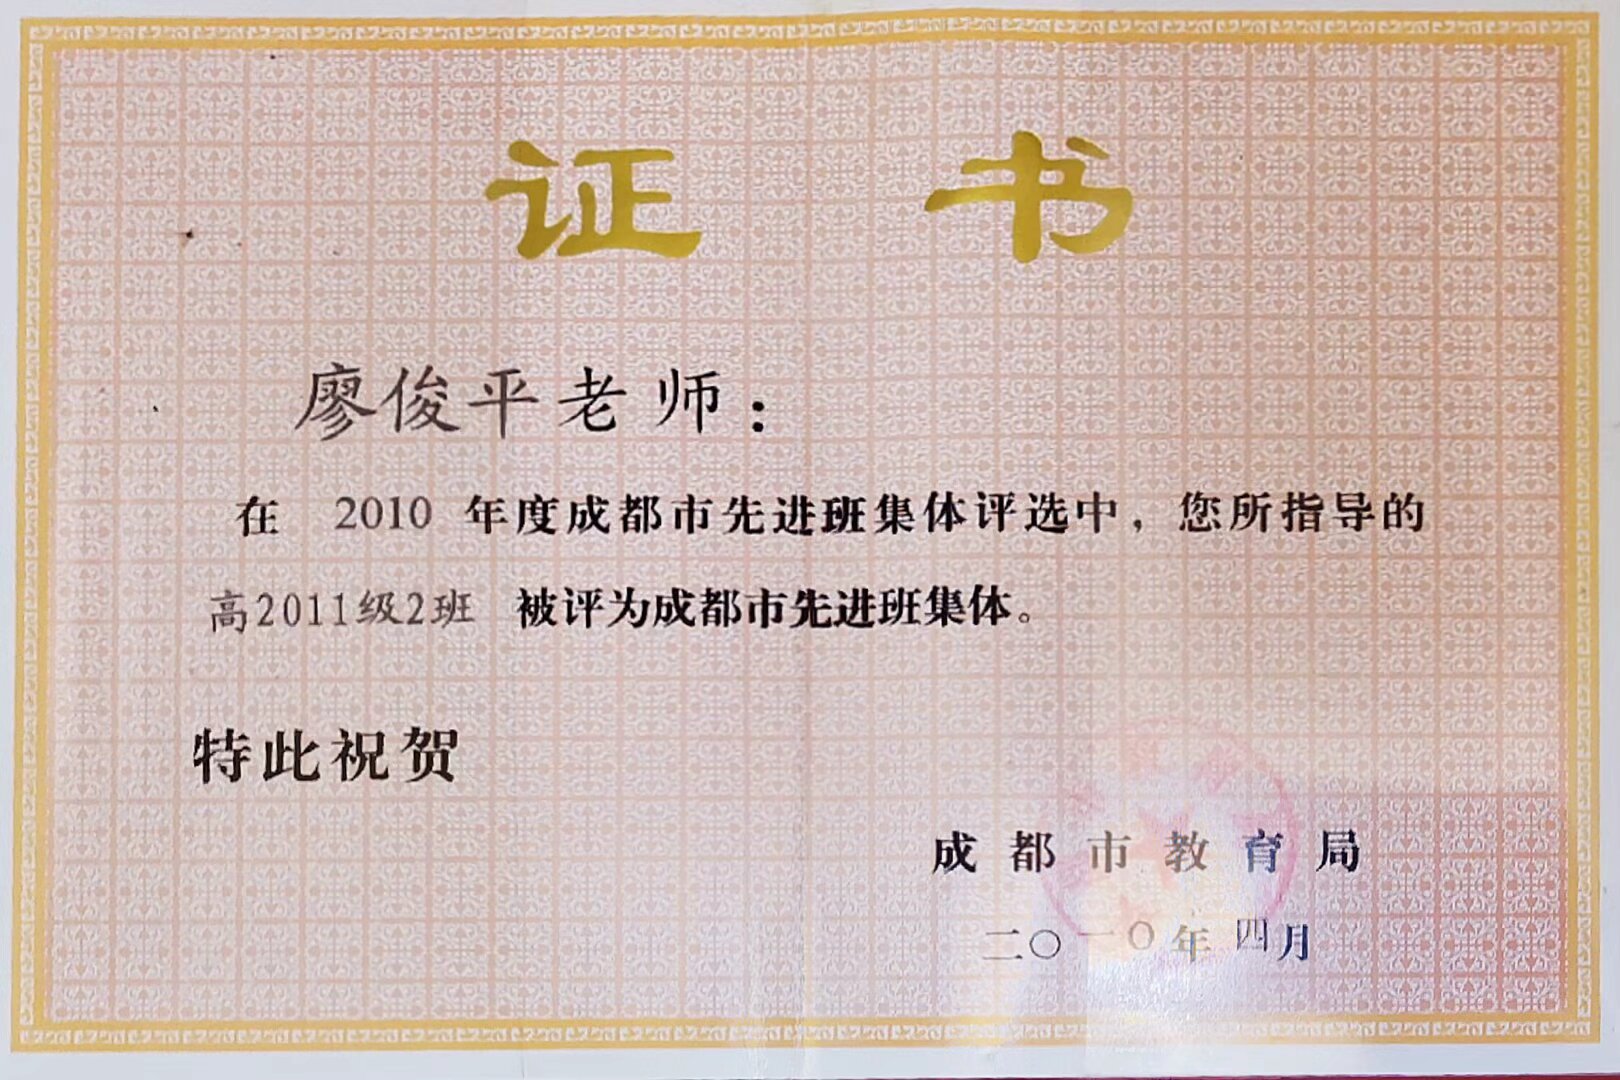 证书
廖俊平老师：
在 2010 年度成都市先进班集体评选中，您所指导的
高2011级2班 被评为成都市先进班集体。
特此祝贺
成都市教育局
二〇一〇年四月